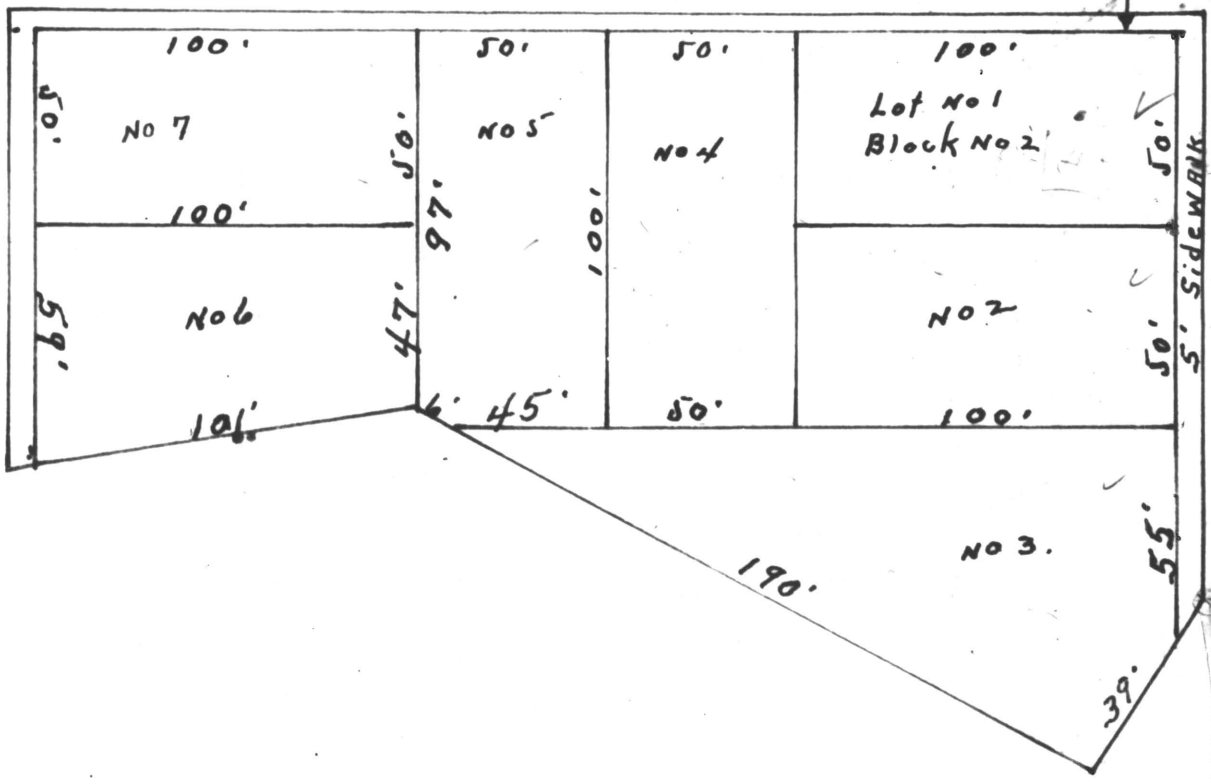 100'
50'
50'
100'
50'
No 7
50'
No 5
No 4
Lot No 1
Block No 2
50'
100'
97'
100'
5' SideWAlK
59'
No 6
47'
No 2
50'
101'
6'
45'
50'
100'
No 3.
55'
190'
39'